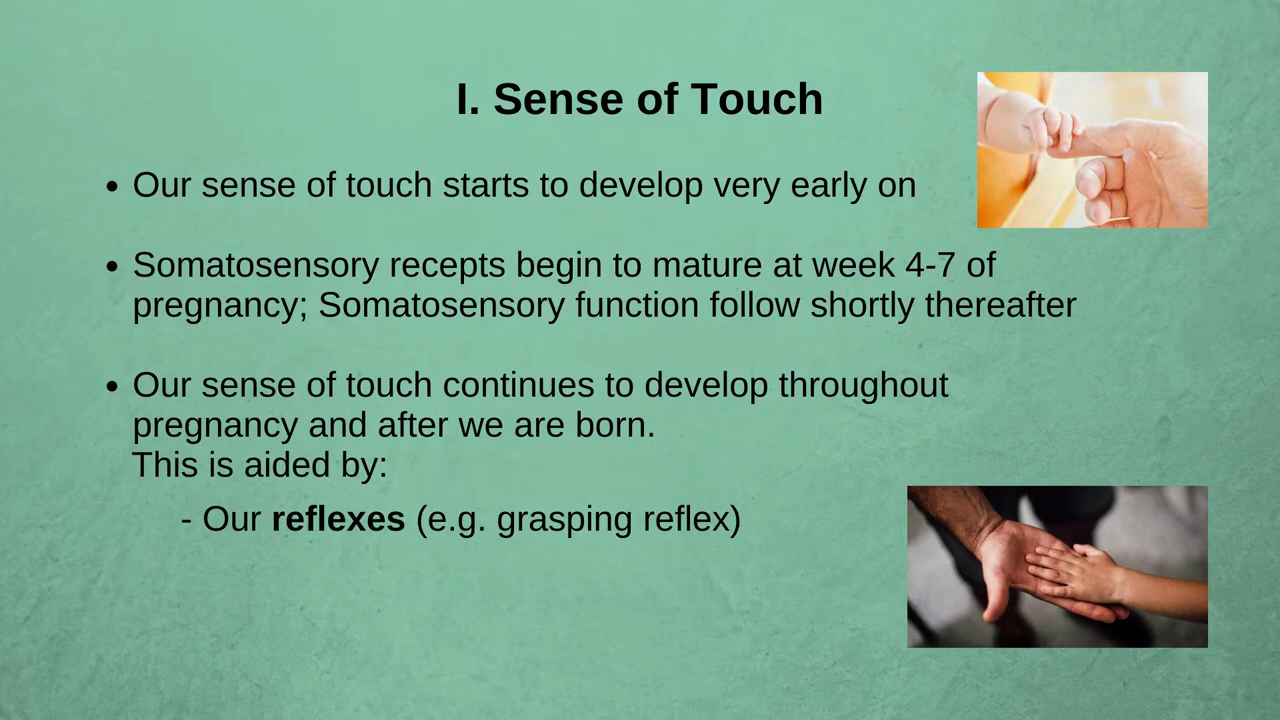 I. Sense of Touch
• Our sense of touch starts to develop very early on
• Somatosensory recepts begin to mature at week 4-7 of
pregnancy; Somatosensory function follow shortly thereafter
• Our sense of touch continues to develop throughout
pregnancy and after we are born.
This is aided by:
- Our reflexes (e.g. grasping reflex)